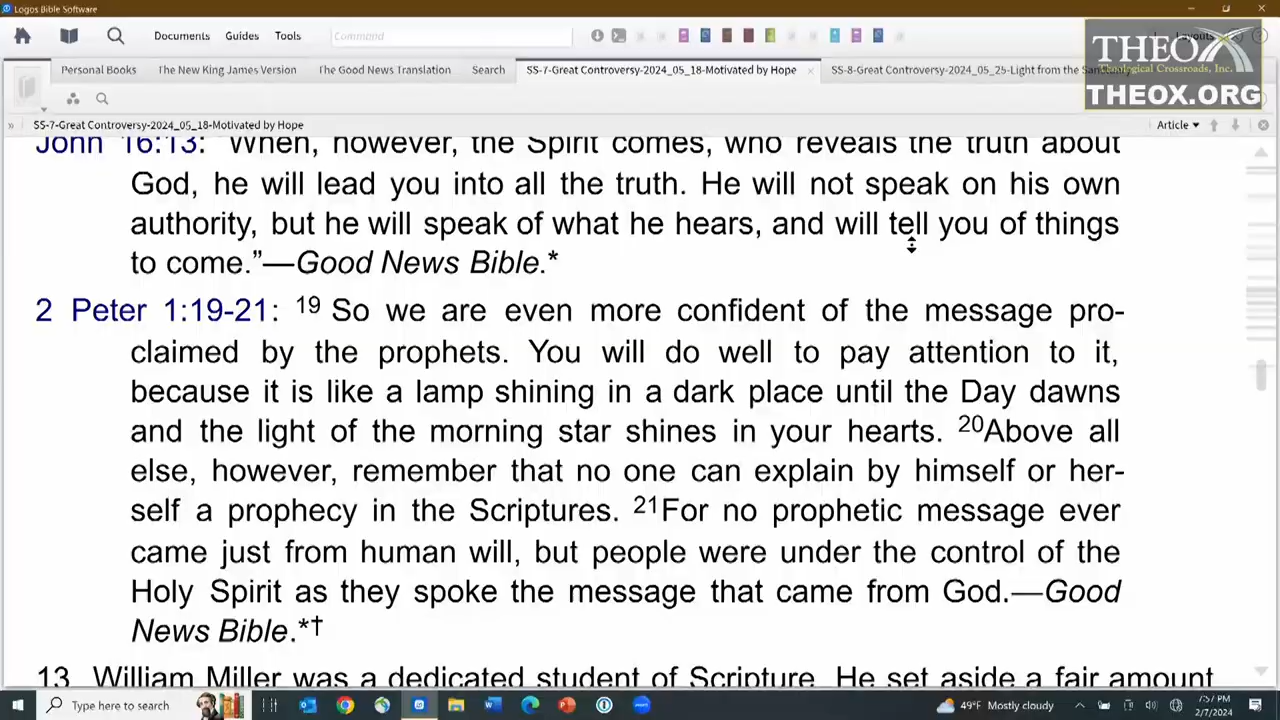 Logos Bible Software
Documents Guides Tools Command
THEOX
Theological Crossroads, Inc.
THEOX.ORG
Personal Books The New King James Version The Good News Tra SS-7-Great Controversy-2024_05_18-Motivated by Hope SS-8-Great Controversy-2024_05_25-Light from the
SS-7-Great Controversy-2024_05_18-Motivated by Hope Article
John 16:13: “When, however, the Spirit comes, who reveals the truth about
God, he will lead you into all the truth. He will not speak on his own
authority, but he will speak of what he hears, and will tell you of things
to come.”—Good News Bible.*
2 Peter 1:19-21: 19 So we are even more confident of the message pro-
claimed by the prophets. You will do well to pay attention to it,
because it is like a lamp shining in a dark place until the Day dawns
and the light of the morning star shines in your hearts. 20Above all
else, however, remember that no one can explain by himself or her-
self a prophecy in the Scriptures. 21For no prophetic message ever
came just from human will, but people were under the control of the
Holy Spirit as they spoke the message that came from God.—Good
News Bible.*†
13 William Miller was a dedicated student of Scripture. He set aside a fair amount
Type here to search 49°F Mostly cloudy 7:57 PM
2/7/2024